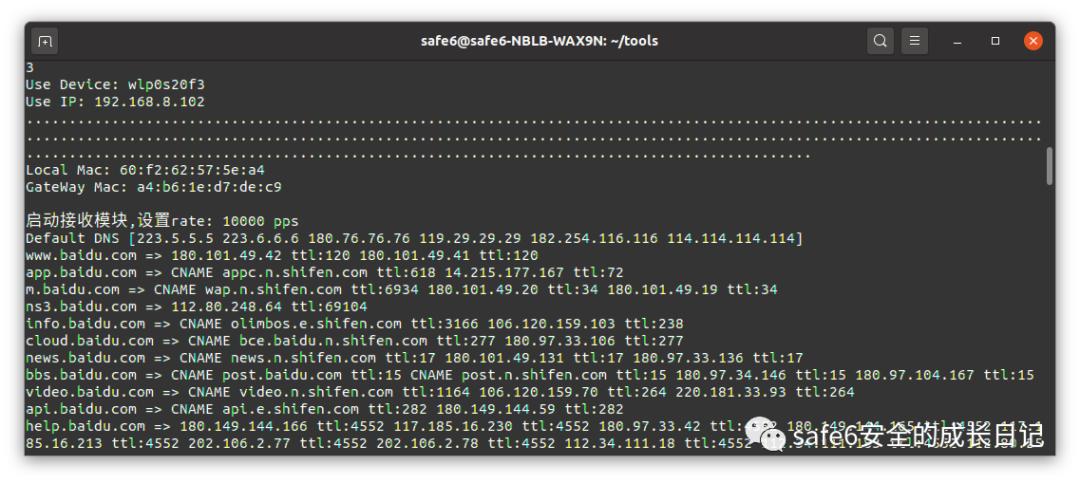 safe6@safe6-NBLB-WAX9N: ~/tools
3
Use Device: wlp0s20f3
Use IP: 192.168.8.102
.......................................................................................................................
.......................................................................................................................
............................................................................................
Local Mac: 60:f2:62:57:5e:a4
GateWay Mac: a4:b6:1e:d7:de:c9
启动接收模块,设置rate: 10000 pps
Default DNS [223.5.5.5 223.6.6.6 180.76.76.76 119.29.29.29 182.254.116.116 114.114.114.114]
www.baidu.com => 180.101.49.42 ttl:120 180.101.49.41 ttl:120
app.baidu.com => CNAME appc.n.shifen.com ttl:618 14.215.177.167 ttl:72
m.baidu.com => CNAME wap.n.shifen.com ttl:6934 180.101.49.20 ttl:34 180.101.49.19 ttl:34
ns3.baidu.com => 112.80.248.64 ttl:69104
info.baidu.com => CNAME olimbos.e.shifen.com ttl:3166 106.120.159.103 ttl:238
cloud.baidu.com => CNAME bce.baidu.n.shifen.com ttl:277 180.97.33.106 ttl:277
news.baidu.com => CNAME news.n.shifen.com ttl:17 180.101.49.131 ttl:17 180.97.33.136 ttl:17
bbs.baidu.com => CNAME post.baidu.com ttl:15 CNAME post.n.shifen.com ttl:15 180.97.34.146 ttl:15 180.97.104.167 ttl:15
video.baidu.com => CNAME video.n.shifen.com ttl:1164 106.120.159.70 ttl:264 220.181.33.93 ttl:264
api.baidu.com => CNAME api.e.shifen.com ttl:282 180.149.144.59 ttl:282
help.baidu.com => 180.149.144.166 ttl:4552 117.185.16.230 ttl:4552 180.97.33.42 ttl:4552
85.16.213 ttl:4552 202.106.2.77 ttl:4552 202.106.2.78 ttl:4552 112.34.111.18 ttl:4552
safe6安全的成长日记